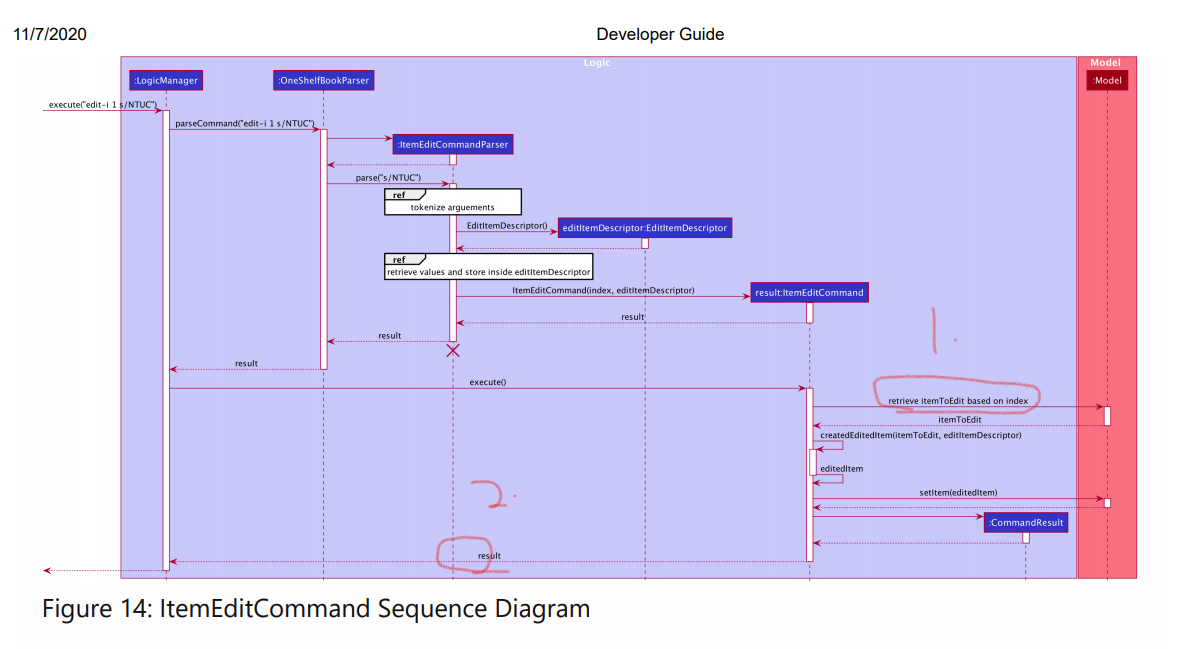 11/7/2020
Developer Guide
Logic
Model
:LogicManager
:OneShelfBookParser
:Model
execute("edit-i 1 s/NTUC")
parseCommand("edit-i 1 s/NTUC")
:ItemEditCommandParser
parse("s/NTUC")
ref
tokenize arguements
EditItemDescriptor()
editItemDescriptor:EditItemDescriptor
ref
retrieve values and store inside editItemDescriptor
ItemEditCommand(index, editItemDescriptor)
result:ItemEditCommand
result
1.
result
result
execute()
retrieve itemToEdit based on index
itemToEdit
createdEditedItem(itemToEdit, editItemDescriptor)
editedItem
2.
setItem(editedItem)
:CommandResult
result
Figure 14: ItemEditCommand Sequence Diagram